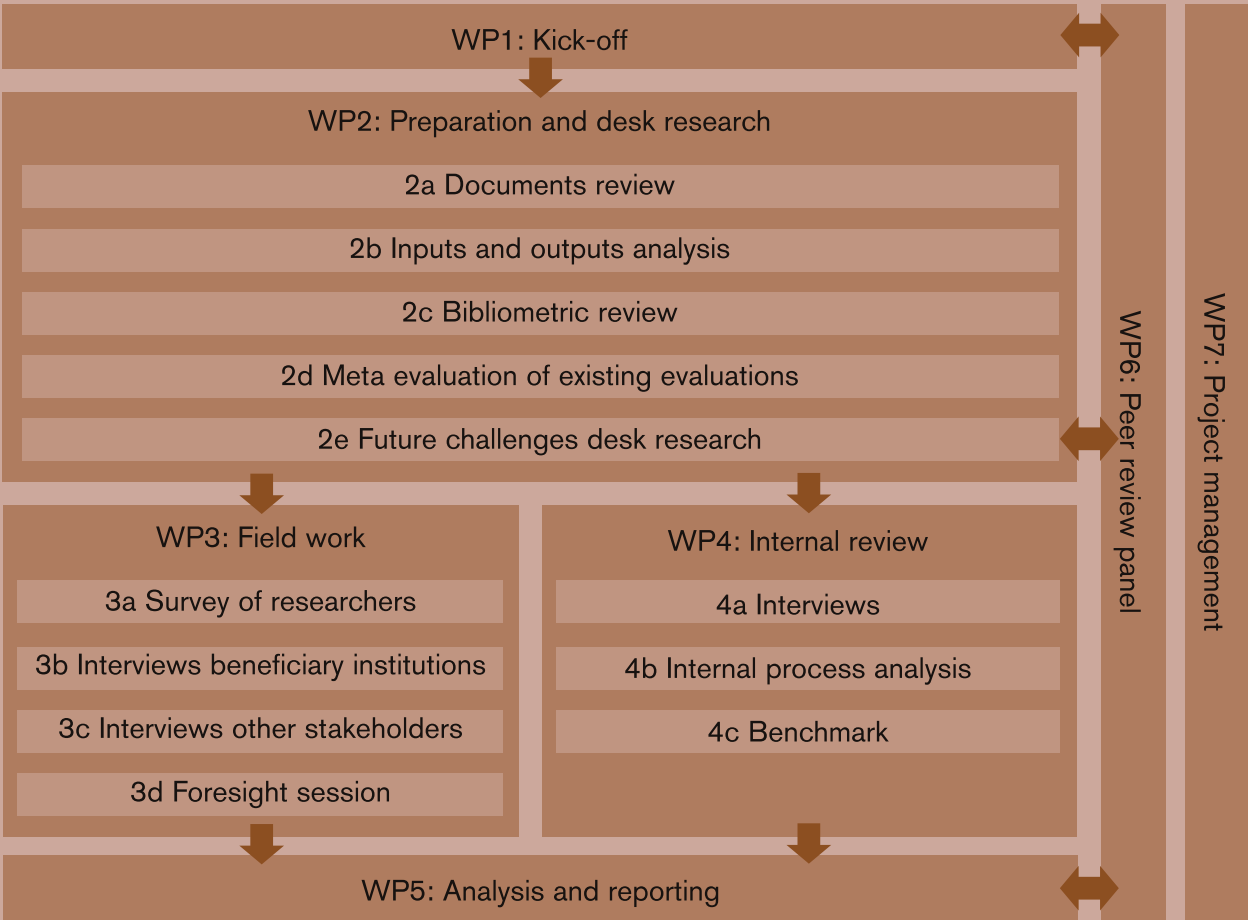 WP1: Kick-off
WP2: Preparation and desk research
2a Documents review
2b Inputs and outputs analysis
2c Bibliometric review
2d Meta evaluation of existing evaluations
2e Future challenges desk research
WP3: Field work
3a Survey of researchers
3b Interviews beneficiary institutions
3c Interviews other stakeholders
3d Foresight session
WP4: Internal review
4a Interviews
4b Internal process analysis
4c Benchmark
WP5: Analysis and reporting
WP6: Peer review panel
WP7: Project management